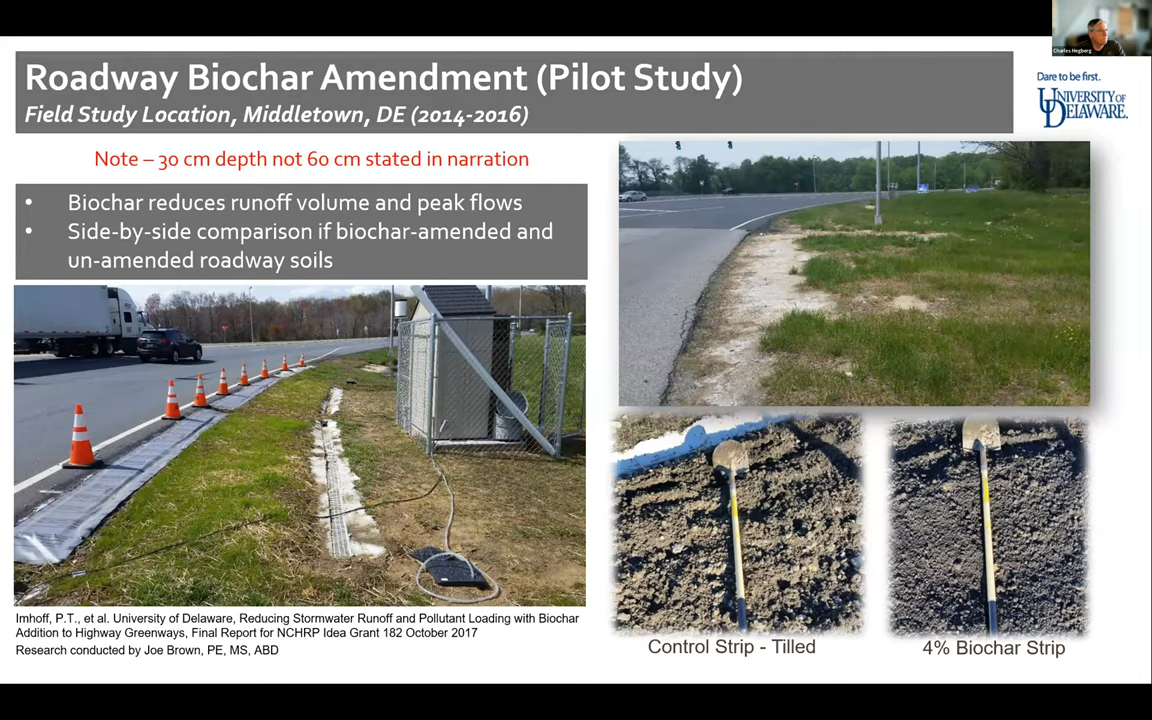 Charles Hegberg
Roadway Biochar Amendment (Pilot Study)
Field Study Location, Middletown, DE (2014-2016)
Dare to be first.
UNIVERSITY OF
DELAWARE.
Note – 30 cm depth not 60 cm stated in narration
• Biochar reduces runoff volume and peak flows
• Side-by-side comparison if biochar-amended and
un-amended roadway soils
Imhoff, P.T., et al. University of Delaware, Reducing Stormwater Runoff and Pollutant Loading with Biochar
Addition to Highway Greenways, Final Report for NCHRP Idea Grant 182 October 2017
Research conducted by Joe Brown, PE, MS, ABD
Control Strip - Tilled
4% Biochar Strip